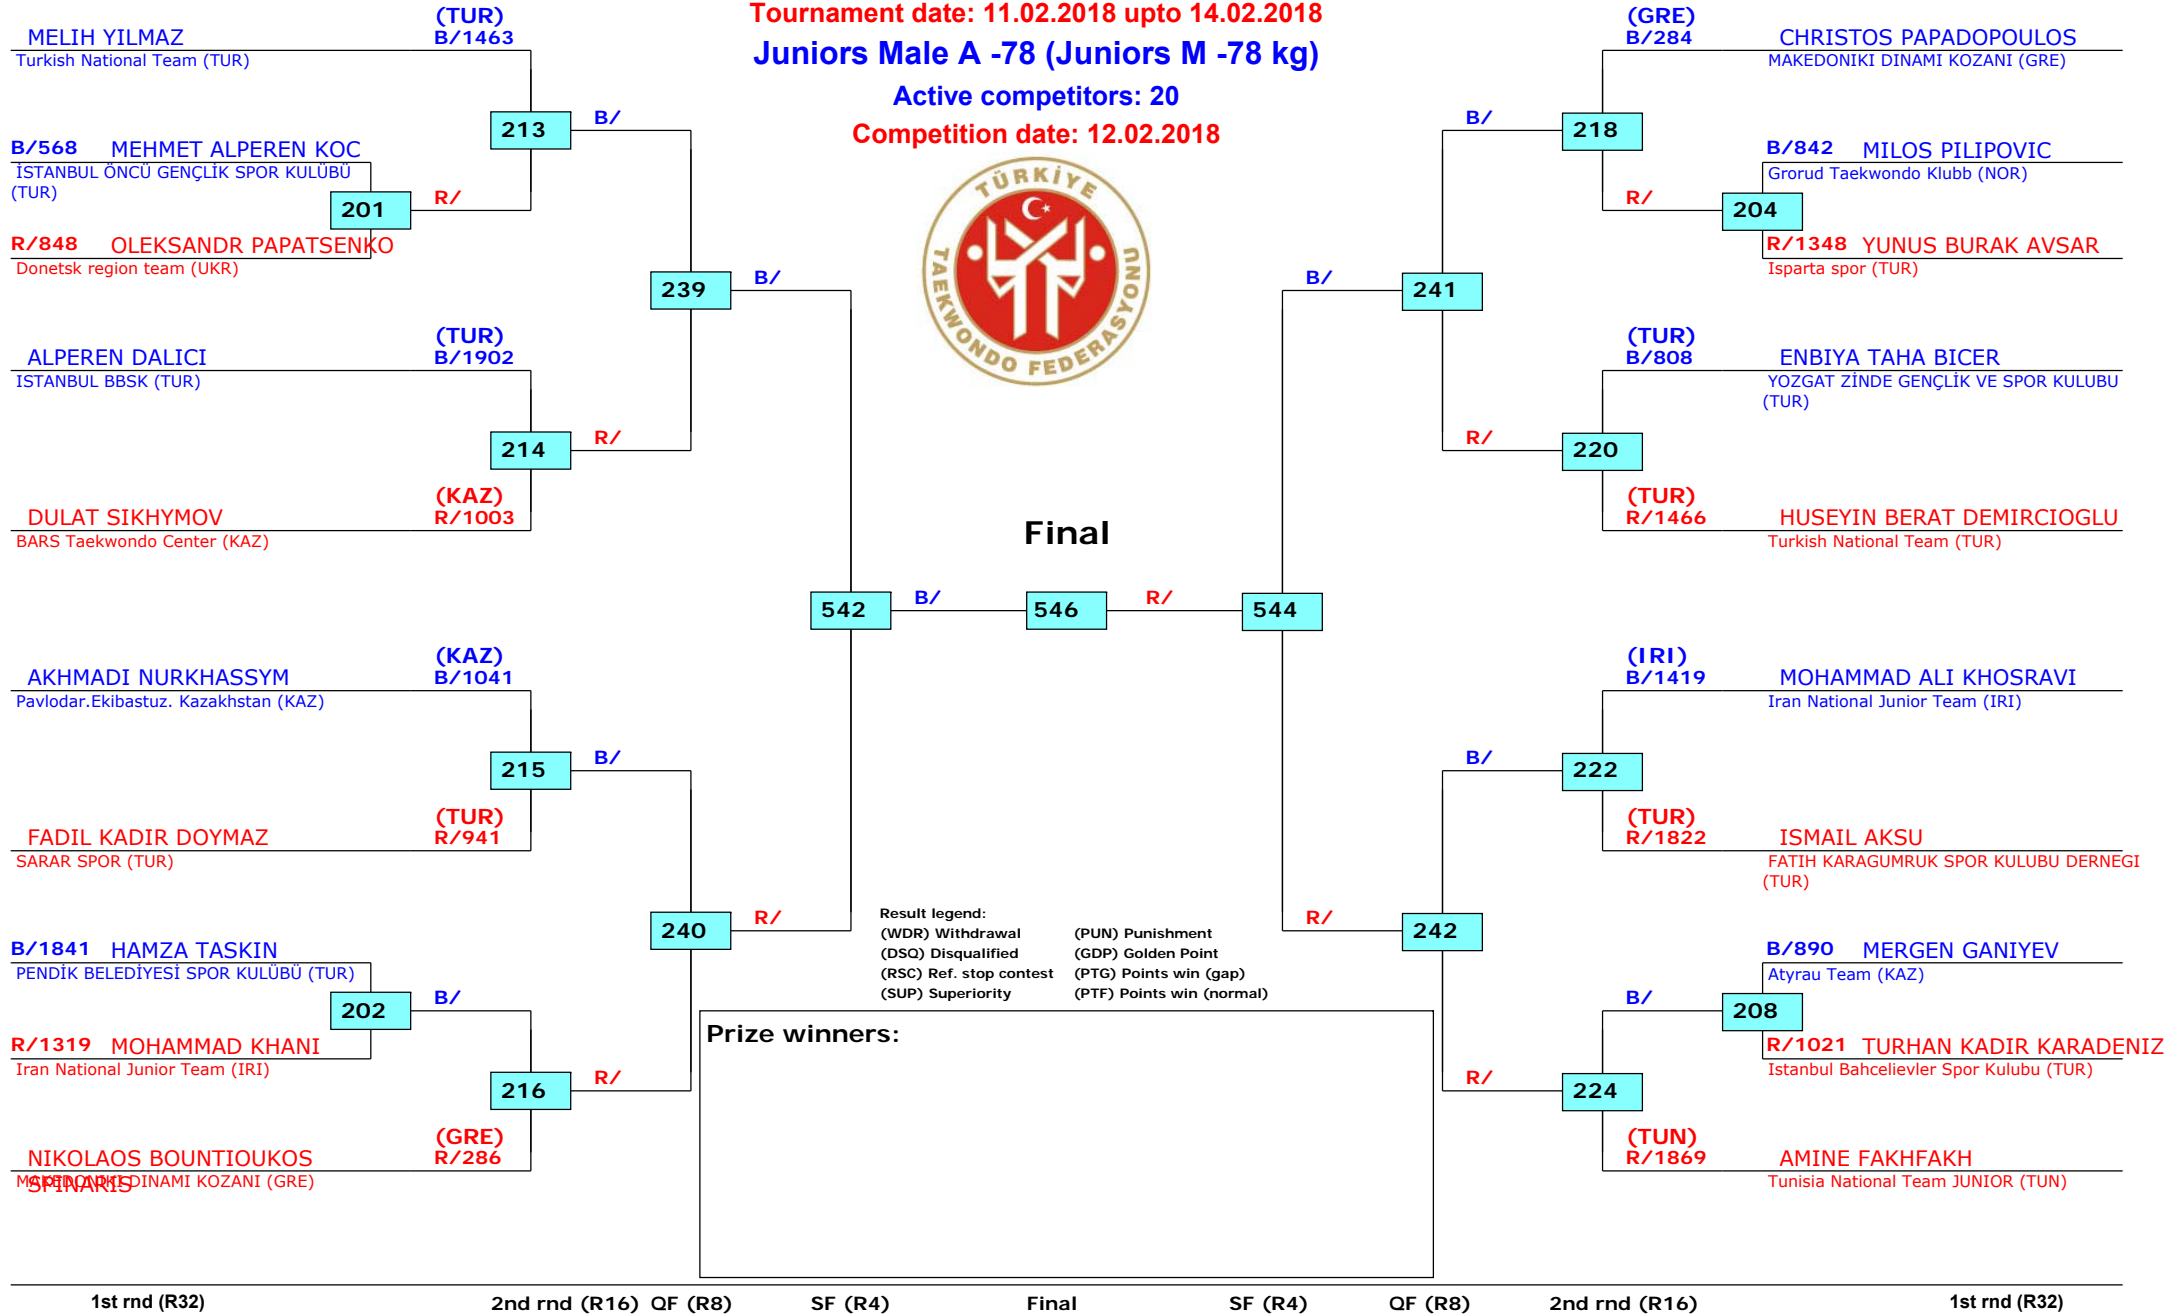 Tournament date: 11.02.2018 upto 14.02.2018
Juniors Male A -78 (Juniors M -78 kg)
Active competitors: 20
Competition date: 12.02.2018
TÜRKİYE
TAEKWONDO FEDERASYONU
(TUR)
MELIH YILMAZ B/1463
Turkish National Team (TUR)
213 B/
B/568 MEHMET ALPEREN KOC
İSTANBUL ÖNCÜ GENÇLİK SPOR KULÜBÜ
(TUR)
201 R/
R/848 OLEKSANDR PAPATSENKO
Donetsk region team (UKR)
239 B/
(TUR)
ALPEREN DALICI B/1902
ISTANBUL BBSK (TUR)
214 R/
(KAZ)
DULAT SIKHYMOV R/1003
BARS Taekwondo Center (KAZ)
542 B/
(KAZ)
AKHMADI NURKHASSYM B/1041
Pavlodar.Ekibastuz. Kazakhstan (KAZ)
215 B/
(TUR)
FADIL KADIR DOYMAZ R/941
SARAR SPOR (TUR)
240 R/
B/1841 HAMZA TASKIN
PENDİK BELEDİYESİ SPOR KULÜBÜ (TUR)
202 B/
R/1319 MOHAMMAD KHANI
Iran National Junior Team (IRI)
216 R/
(GRE)
NIKOLAOS BOUNTIOUKOS R/286
SPINARIS
MAKEDONIKI DINAMI KOZANI (GRE)
Final
546
(GRE)
B/284 CHRISTOS PAPADOPOULOS
MAKEDONIKI DINAMI KOZANI (GRE)
B/ 218
B/842 MILOS PILIPOVIC
Grorud Taekwondo Klubb (NOR)
R/ 204
R/1348 YUNUS BURAK AVSAR
Isparta spor (TUR)
B/ 241
(TUR)
B/808 ENBIYA TAHA BICER
YOZGAT ZİNDE GENÇLİK VE SPOR KULUBU
(TUR)
R/ 220
(TUR)
R/1466 HUSEYIN BERAT DEMIRCIOGLU
Turkish National Team (TUR)
R/ 544
(IRI)
B/1419 MOHAMMAD ALI KHOSRAVI
Iran National Junior Team (IRI)
B/ 222
(TUR)
R/1822 ISMAIL AKSU
FATIH KARAGUMRUK SPOR KULUBU DERNEGI
(TUR)
R/ 242
B/890 MERGEN GANIYEV
Atyrau Team (KAZ)
B/ 208
R/1021 TURHAN KADIR KARADENIZ
Istanbul Bahcelievler Spor Kulubu (TUR)
R/ 224
(TUN)
R/1869 AMINE FAKHFAKH
Tunisia National Team JUNIOR (TUN)
Result legend:
(WDR) Withdrawal (PUN) Punishment
(DSQ) Disqualified (GDP) Golden Point
(RSC) Ref. stop contest (PTG) Points win (gap)
(SUP) Superiority (PTF) Points win (normal)
Prize winners:
1st rnd (R32) 2nd rnd (R16) QF (R8) SF (R4) Final SF (R4) QF (R8) 2nd rnd (R16) 1st rnd (R32)